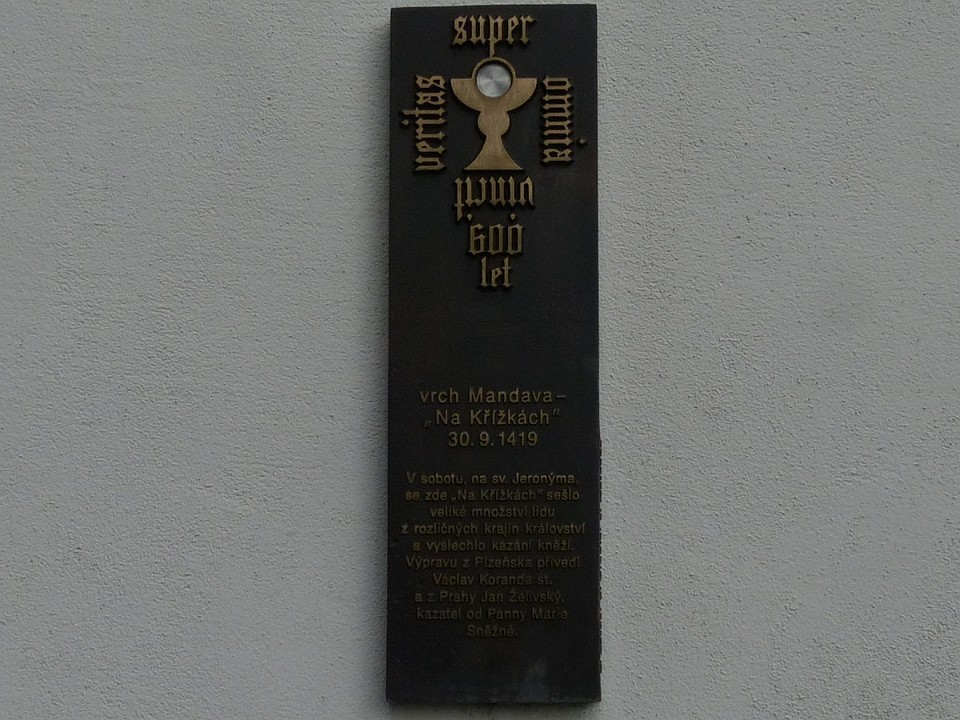 super
veritas
omnia
vincit
600
let
vrch Mandava –
„Na Křížkách"
30. 9. 1419
V sobotu, na sv. Jeronýma,
se zde „Na Křížkách" sešlo
veliké množství lidu
z rozličných krajin království
a vyslechlo kázání kněží.
Výpravu z Plzeňska přivedl
Václav Koranda st.
a z Prahy Jan Želivský,
kazatel od Panny Marie
Sněžné.